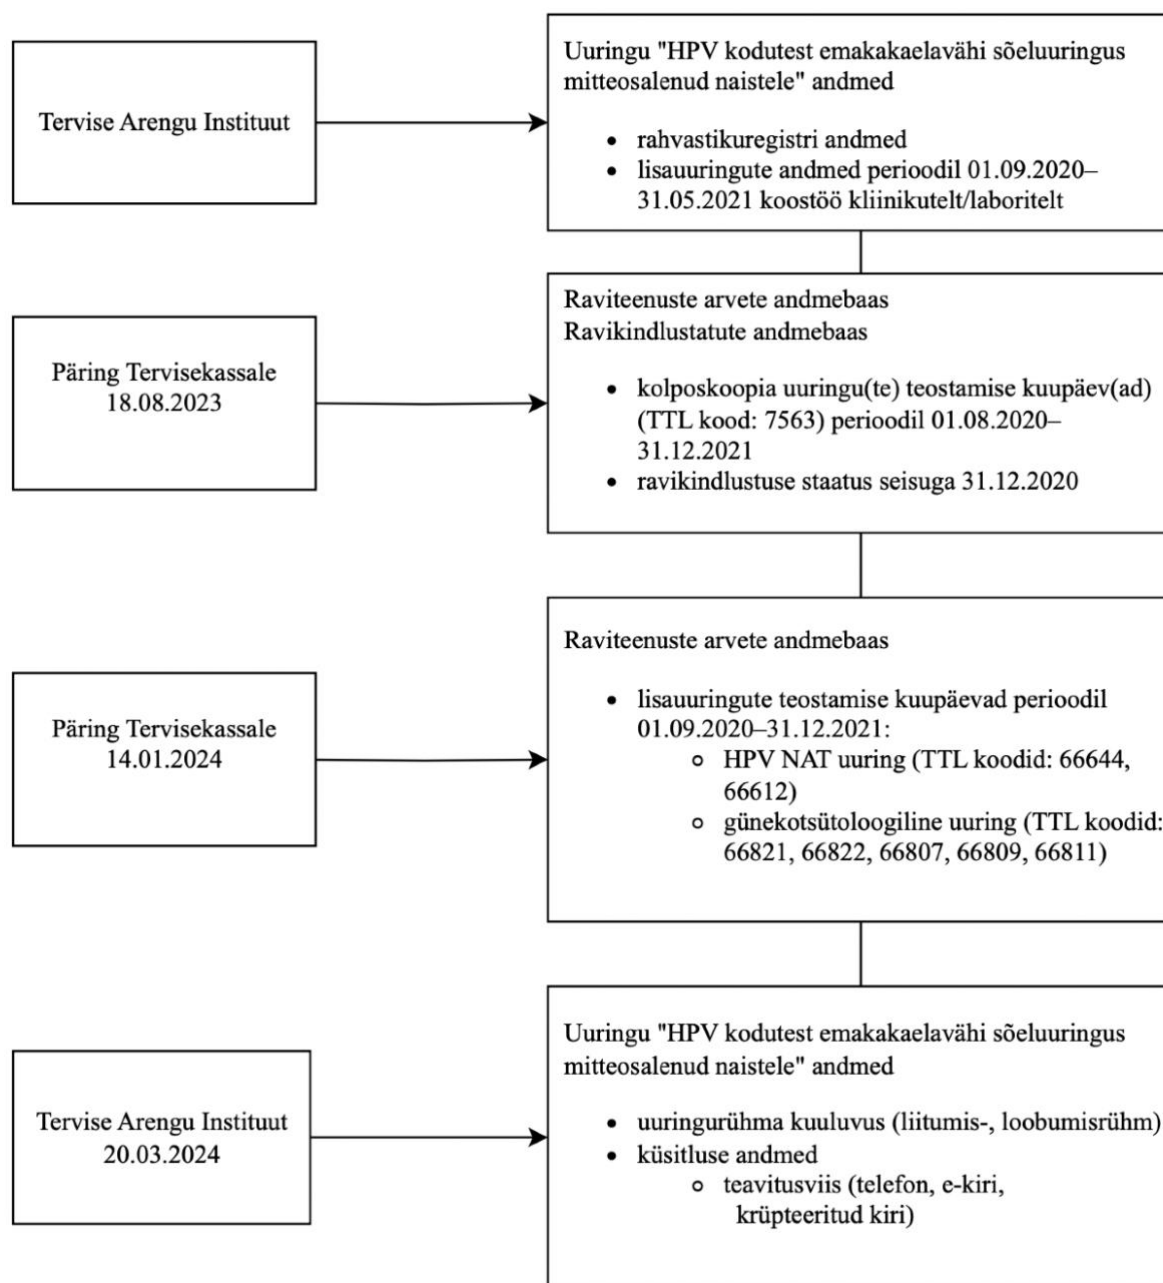 Tervise Arengu Instituut
Uuringu "HPV kodutest emakakaelavähi sõeluuringus
mitteosalenud naistele" andmed
• rahvastikuregistri andmed
• lisauuringute andmed perioodil 01.09.2020–
31.05.2021 koostöö kliinikutelt/laboritelt
Päring Tervisekassale
18.08.2023
Raviteenuste arvete andmebaas
Ravikindlustatute andmebaas
• kolposkoopia uuringu(te) teostamise kuupäev(ad)
(TTL kood: 7563) perioodil 01.08.2020–
31.12.2021
• ravikindlustuse staatus seisuga 31.12.2020
Päring Tervisekassale
14.01.2024
Raviteenuste arvete andmebaas
• lisauuringute teostamise kuupäevad perioodil
01.09.2020–31.12.2021:
o HPV NAT uuring (TTL koodid: 66644,
66612)
o günekotsütoloogiline uuring (TTL koodid:
66821, 66822, 66807, 66809, 66811)
Tervise Arengu Instituut
20.03.2024
Uuringu "HPV kodutest emakakaelavähi sõeluuringus
mitteosalenud naistele" andmed
• uuringurühma kuuluvus (liitumis-, loobumisrühm)
• küsitluse andmed
o teavitusviis (telefon, e-kiri,
krüpteeritud kiri)